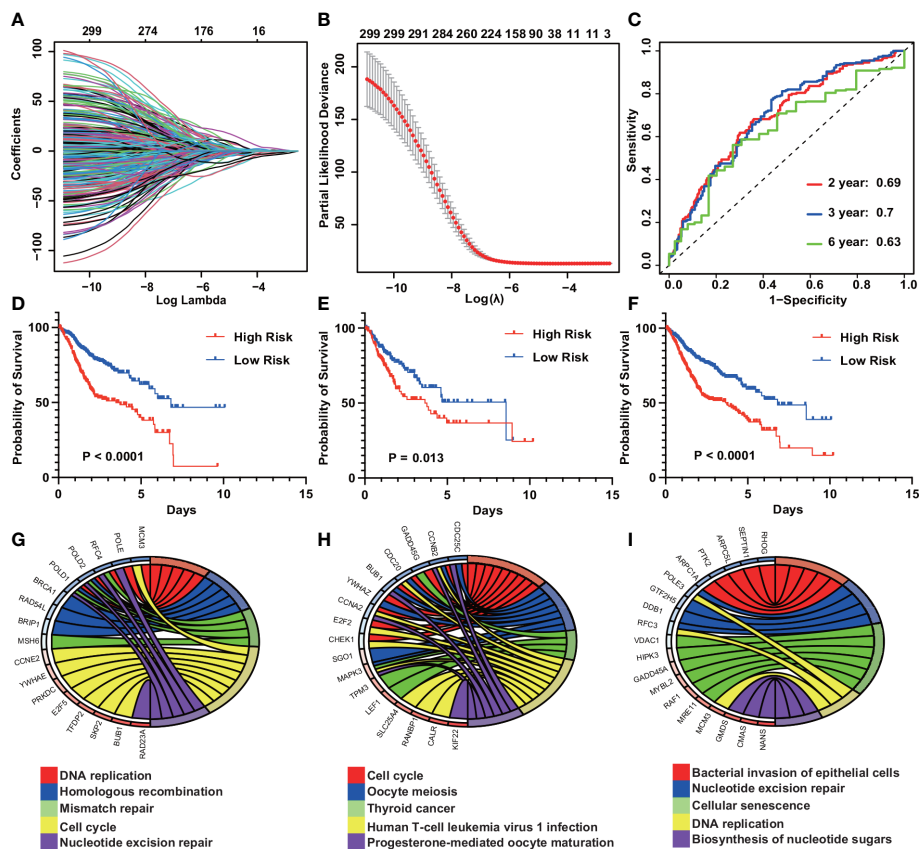 A
299 274 176 16
100
50
0
−50
−100
Coefficients
−10 −8 −6 −4
Log Lambda
B
299 299 291 284 260 224 158 90 38 11 11 3
200
150
100
50
Partial Likelihood Deviance
−10 −8 −6 −4
Log(λ)
C
1.0
0.8
0.6
0.4
0.2
0.0
Sensitivity
2 year: 0.69
3 year: 0.7
6 year: 0.63
0.0 0.2 0.4 0.6 0.8 1.0
1−Specificity
D
100
50
0
Probability of Survival
High Risk
Low Risk
P < 0.0001
0 5 10 15
Days
E
100
50
0
Probability of Survival
High Risk
Low Risk
P = 0.013
0 5 10 15
Days
F
100
50
0
Probability of Survival
High Risk
Low Risk
P < 0.0001
0 5 10 15
Days
G
MCM3
POLE
RFC4
POLD2
POLD1
BRCA1
RAD54L
BRIP1
MSH6
CCNE2
YWHAE
PRKDC
E2F5
TFDP2
SKP2
BUB1
RAD23A
DNA replication
Homologous recombination
Mismatch repair
Cell cycle
Nucleotide excision repair
H
CDC25C
CCNB2
GADD45G
CDC20
BUB1
YWHAZ
CCNA2
E2F2
CHEK1
SGO1
MAPK3
TPM3
LEF1
SLC25A4
RANBP1
CALR
KIF22
Cell cycle
Oocyte meiosis
Thyroid cancer
Human T-cell leukemia virus 1 infection
Progesterone-mediated oocyte maturation
I
RHOG
SEPTIN1
ARPC5L
PTK2
ARPC1A
POLE3
GTF2H5
DDB1
RFC3
VDAC1
HIPK3
GADD45A
MYBL2
RAF1
MRE11
MCM3
GMDS
CMAS
NANS
Bacterial invasion of epithelial cells
Nucleotide excision repair
Cellular senescence
DNA replication
Biosynthesis of nucleotide sugars